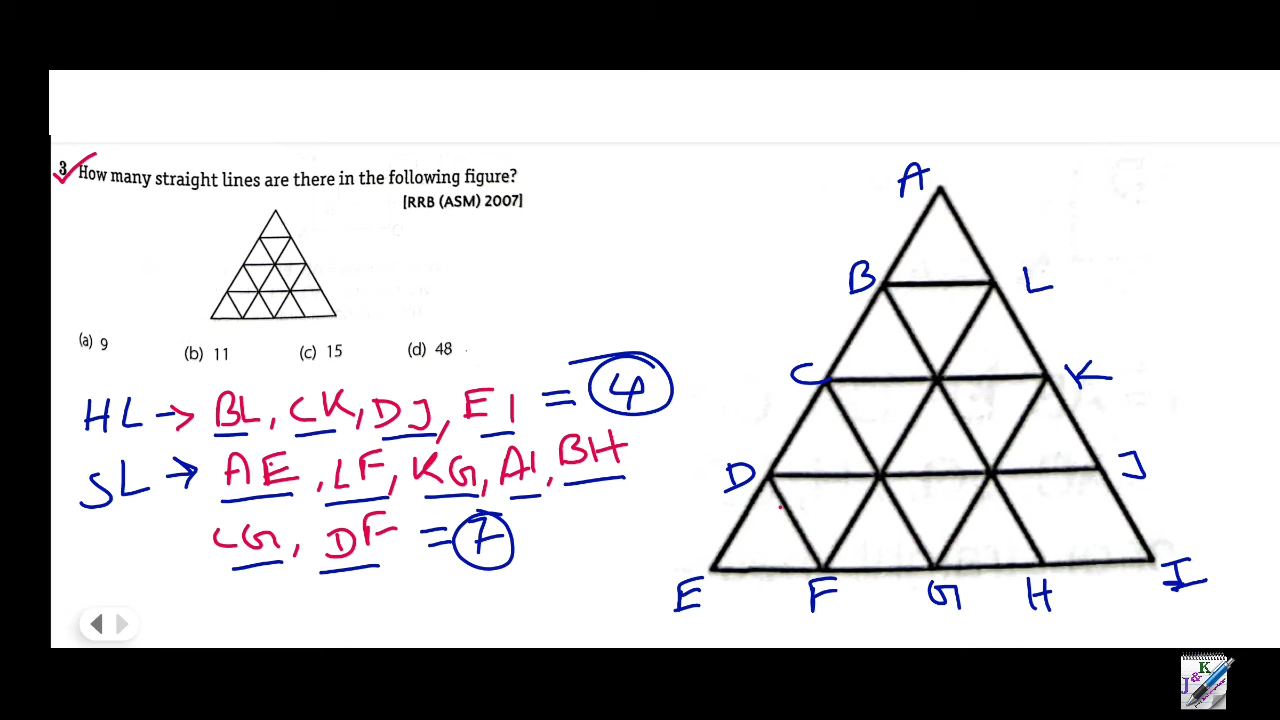 3 How many straight lines are there in the following figure?
[RRB (ASM) 2007]
(a) 9
(b) 11
(c) 15
(d) 48
HL → BL, CK, DJ, EI = 4
SL → AE, LF, KG, AI, BH
CG, DF = 7
A
B
L
C
K
D
J
E
F
G
H
I
J & K